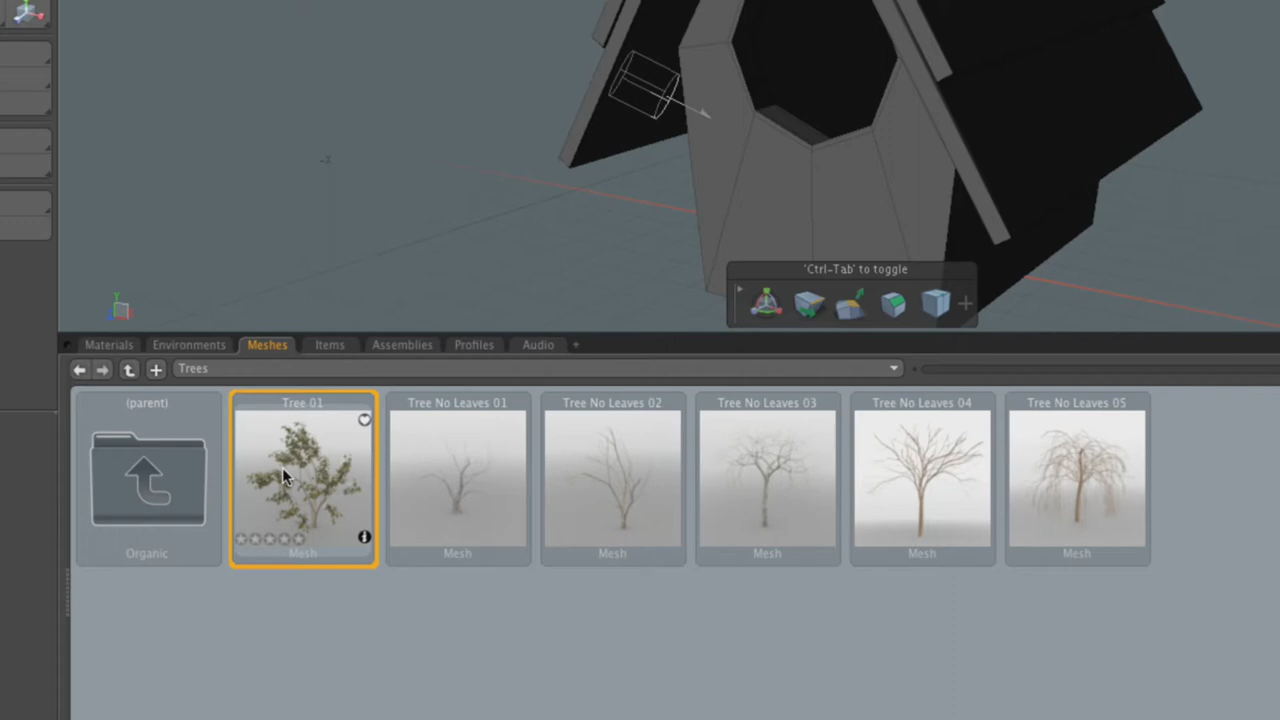 -X
Y
'Ctrl-Tab' to toggle
Materials Environments Meshes Items Assemblies Profiles Audio +
Trees
(parent) Tree 01 Tree No Leaves 01 Tree No Leaves 02 Tree No Leaves 03 Tree No Leaves 04 Tree No Leaves 05
Organic Mesh Mesh Mesh Mesh Mesh Mesh